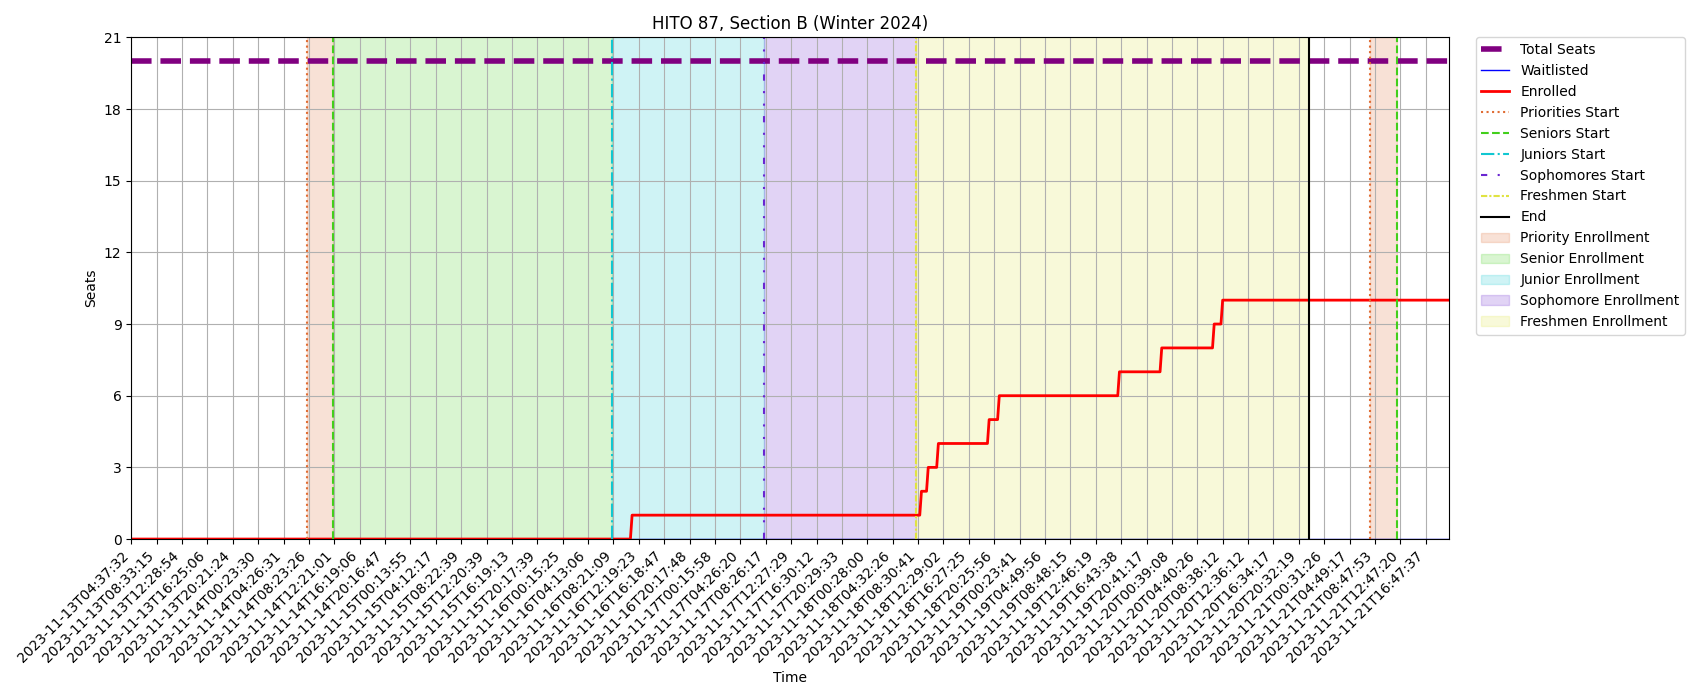 HITO 87, Section B (Winter 2024)
21
18
15
12
9
6
3
0
Seats
2023-11-13T04:37:32
2023-11-13T08:33:15
2023-11-13T12:28:54
2023-11-13T16:25:06
2023-11-13T20:21:24
2023-11-14T00:23:30
2023-11-14T04:26:31
2023-11-14T08:23:26
2023-11-14T12:21:01
2023-11-14T16:19:06
2023-11-14T20:16:47
2023-11-15T00:13:55
2023-11-15T04:12:17
2023-11-15T08:22:39
2023-11-15T12:20:39
2023-11-15T16:19:13
2023-11-15T20:17:39
2023-11-16T00:15:25
2023-11-16T04:13:06
2023-11-16T08:21:09
2023-11-16T12:19:23
2023-11-16T16:18:47
2023-11-16T20:17:48
2023-11-17T00:15:58
2023-11-17T04:26:20
2023-11-17T08:26:17
2023-11-17T12:27:29
2023-11-17T16:30:12
2023-11-17T20:29:33
2023-11-18T00:28:00
2023-11-18T04:32:26
2023-11-18T08:30:41
2023-11-18T12:29:02
2023-11-18T16:27:25
2023-11-18T20:25:56
2023-11-19T00:23:41
2023-11-19T04:49:56
2023-11-19T08:48:15
2023-11-19T12:46:19
2023-11-19T16:43:38
2023-11-19T20:41:17
2023-11-20T00:39:08
2023-11-20T04:40:26
2023-11-20T08:38:12
2023-11-20T12:36:12
2023-11-20T16:34:17
2023-11-20T20:32:19
2023-11-21T00:31:26
2023-11-21T04:49:17
2023-11-21T08:47:53
2023-11-21T12:47:20
2023-11-21T16:47:37
Time
Total Seats
Waitlisted
Enrolled
Priorities Start
Seniors Start
Juniors Start
Sophomores Start
Freshmen Start
End
Priority Enrollment
Senior Enrollment
Junior Enrollment
Sophomore Enrollment
Freshmen Enrollment